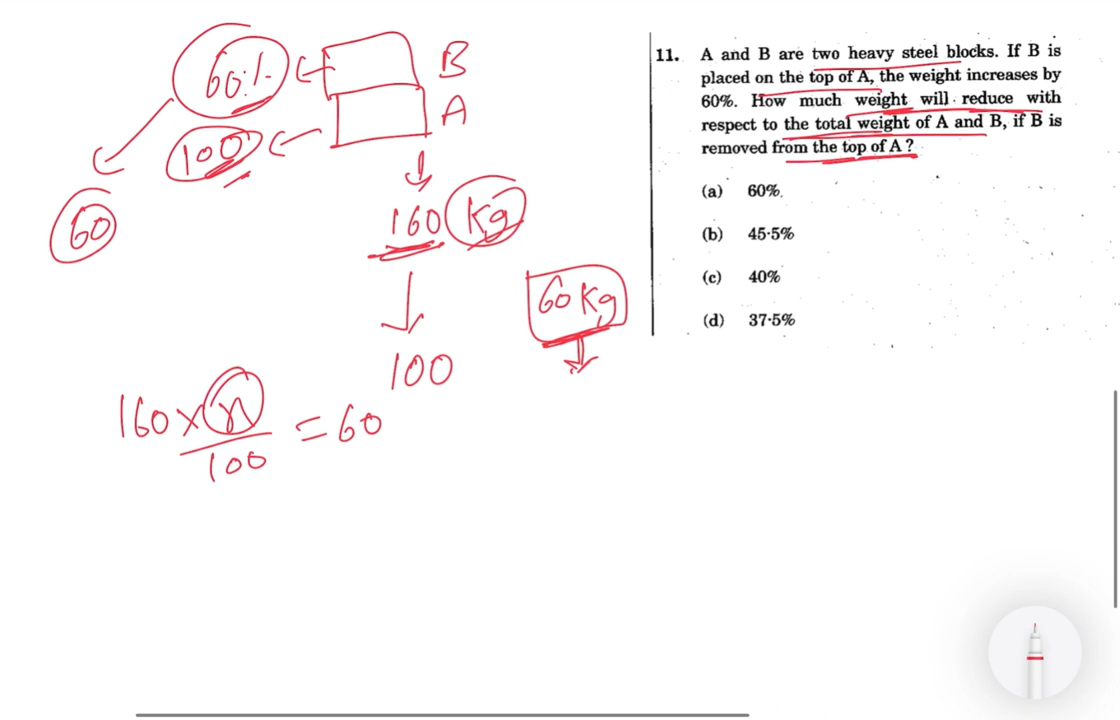 60%
B
A
100
60
160 Kg
60 Kg
100
160 × n/100 = 60
11. A and B are two heavy steel blocks. If B is
placed on the top of A, the weight increases by
60%. How much weight will reduce with
respect to the total weight of A and B, if B is
removed from the top of A ?
(a) 60%
(b) 45·5%
(c) 40%
(d) 37·5%